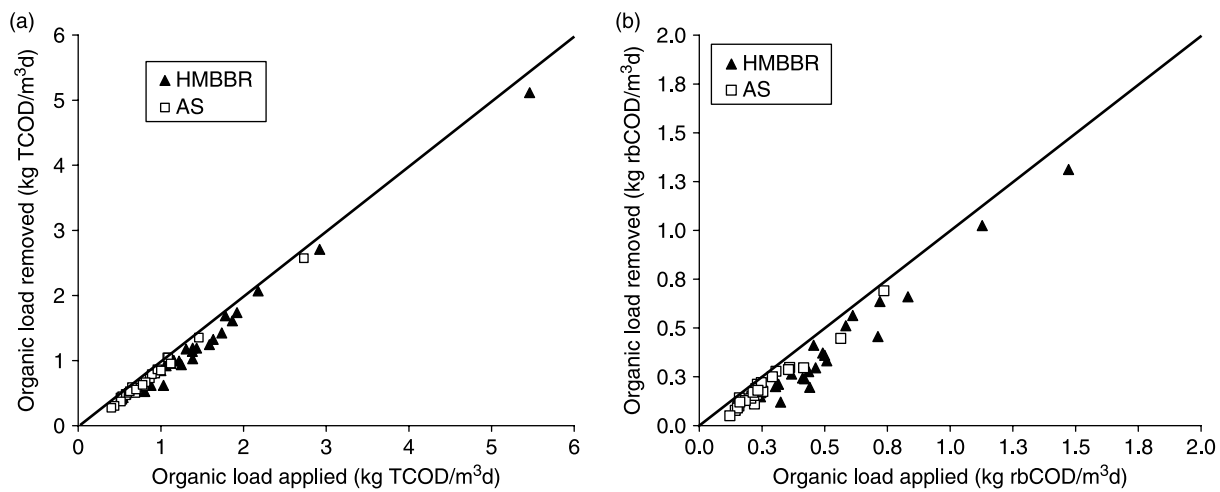 (a)
Organic load removed (kg TCOD/m³d)
6
5
4
3
2
1
0
HMBBR
AS
0 1 2 3 4 5 6
Organic load applied (kg TCOD/m³d)
(b)
Organic load removed (kg rbCOD/m³d)
2.0
1.8
1.5
1.3
1.0
0.8
0.5
0.3
0.0
HMBBR
AS
0.0 0.3 0.5 0.8 1.0 1.3 1.5 1.8 2.0
Organic load applied (kg rbCOD/m³d)